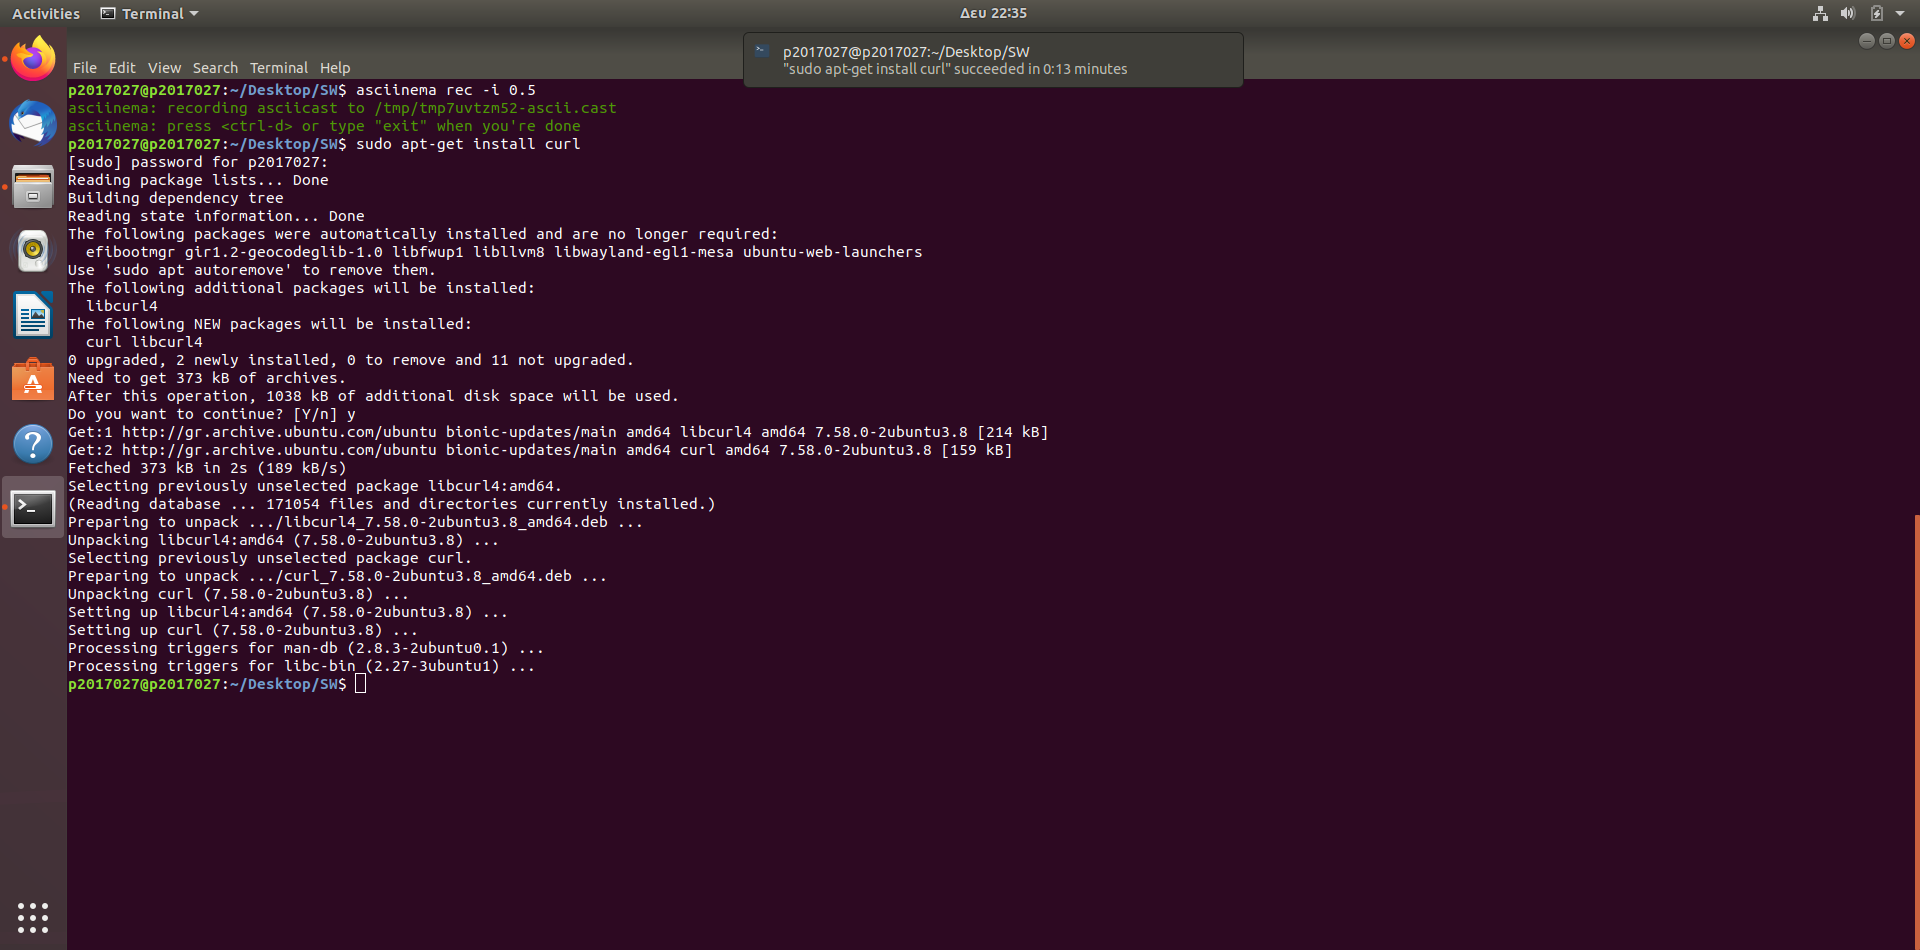 Activities Terminal Δευ 22:35
p2017027@p2017027:~/Desktop/SW
"sudo apt-get install curl" succeeded in 0:13 minutes
File Edit View Search Terminal Help
p2017027@p2017027:~/Desktop/SW$ asciinema rec -i 0.5
asciinema: recording asciicast to /tmp/tmp7uvtzm52-ascii.cast
asciinema: press <ctrl-d> or type "exit" when you're done
p2017027@p2017027:~/Desktop/SW$ sudo apt-get install curl
[sudo] password for p2017027:
Reading package lists... Done
Building dependency tree
Reading state information... Done
The following packages were automatically installed and are no longer required:
  efibootmgr gir1.2-geocodeglib-1.0 libfwup1 libllvm8 libwayland-egl1-mesa ubuntu-web-launchers
Use 'sudo apt autoremove' to remove them.
The following additional packages will be installed:
  libcurl4
The following NEW packages will be installed:
  curl libcurl4
0 upgraded, 2 newly installed, 0 to remove and 11 not upgraded.
Need to get 373 kB of archives.
After this operation, 1038 kB of additional disk space will be used.
Do you want to continue? [Y/n] y
Get:1 http://gr.archive.ubuntu.com/ubuntu bionic-updates/main amd64 libcurl4 amd64 7.58.0-2ubuntu3.8 [214 kB]
Get:2 http://gr.archive.ubuntu.com/ubuntu bionic-updates/main amd64 curl amd64 7.58.0-2ubuntu3.8 [159 kB]
Fetched 373 kB in 2s (189 kB/s)
Selecting previously unselected package libcurl4:amd64.
(Reading database ... 171054 files and directories currently installed.)
Preparing to unpack .../libcurl4_7.58.0-2ubuntu3.8_amd64.deb ...
Unpacking libcurl4:amd64 (7.58.0-2ubuntu3.8) ...
Selecting previously unselected package curl.
Preparing to unpack .../curl_7.58.0-2ubuntu3.8_amd64.deb ...
Unpacking curl (7.58.0-2ubuntu3.8) ...
Setting up libcurl4:amd64 (7.58.0-2ubuntu3.8) ...
Setting up curl (7.58.0-2ubuntu3.8) ...
Processing triggers for man-db (2.8.3-2ubuntu0.1) ...
Processing triggers for libc-bin (2.27-3ubuntu1) ...
p2017027@p2017027:~/Desktop/SW$